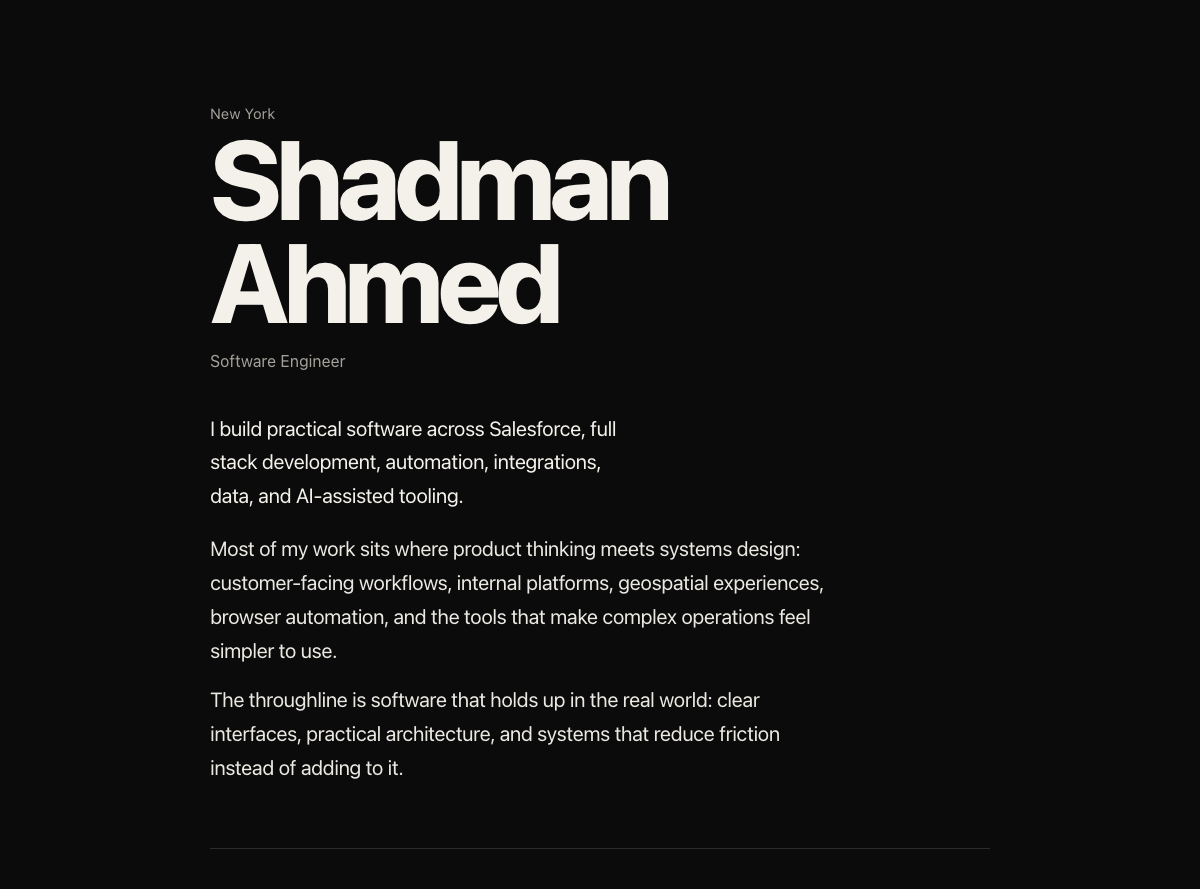 New York
Shadman
Ahmed
Software Engineer
I build practical software across Salesforce, full
stack development, automation, integrations,
data, and AI-assisted tooling.
Most of my work sits where product thinking meets systems design:
customer-facing workflows, internal platforms, geospatial experiences,
browser automation, and the tools that make complex operations feel
simpler to use.
The throughline is software that holds up in the real world: clear
interfaces, practical architecture, and systems that reduce friction
instead of adding to it.